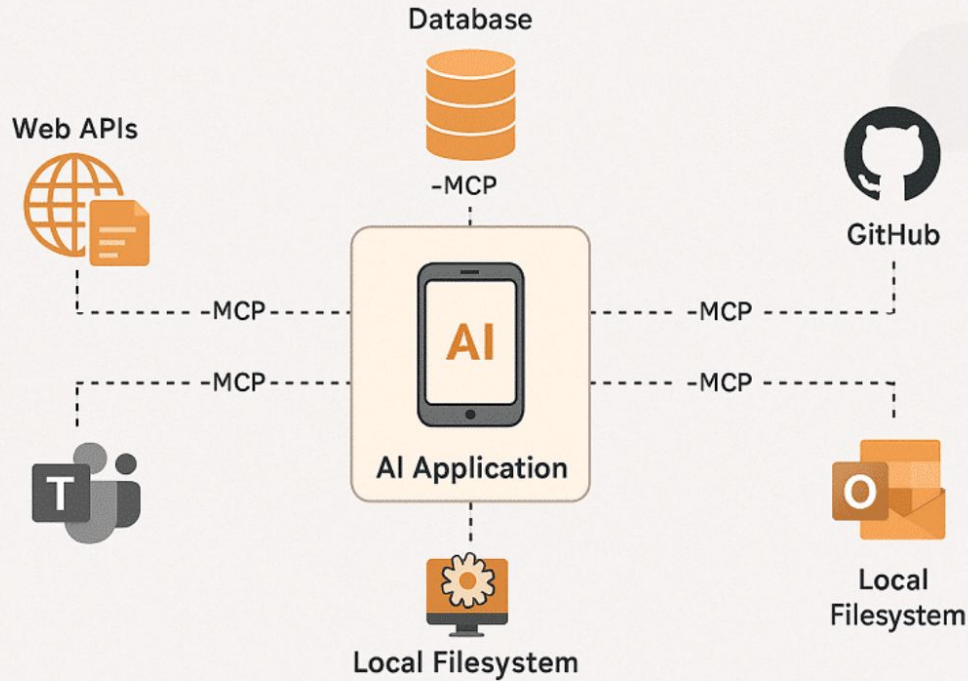 Database
Web APIs
-MCP
GitHub
-MCP
-MCP
AI
-MCP
-MCP
AI Application
T
O
Local
Filesystem
Local Filesystem